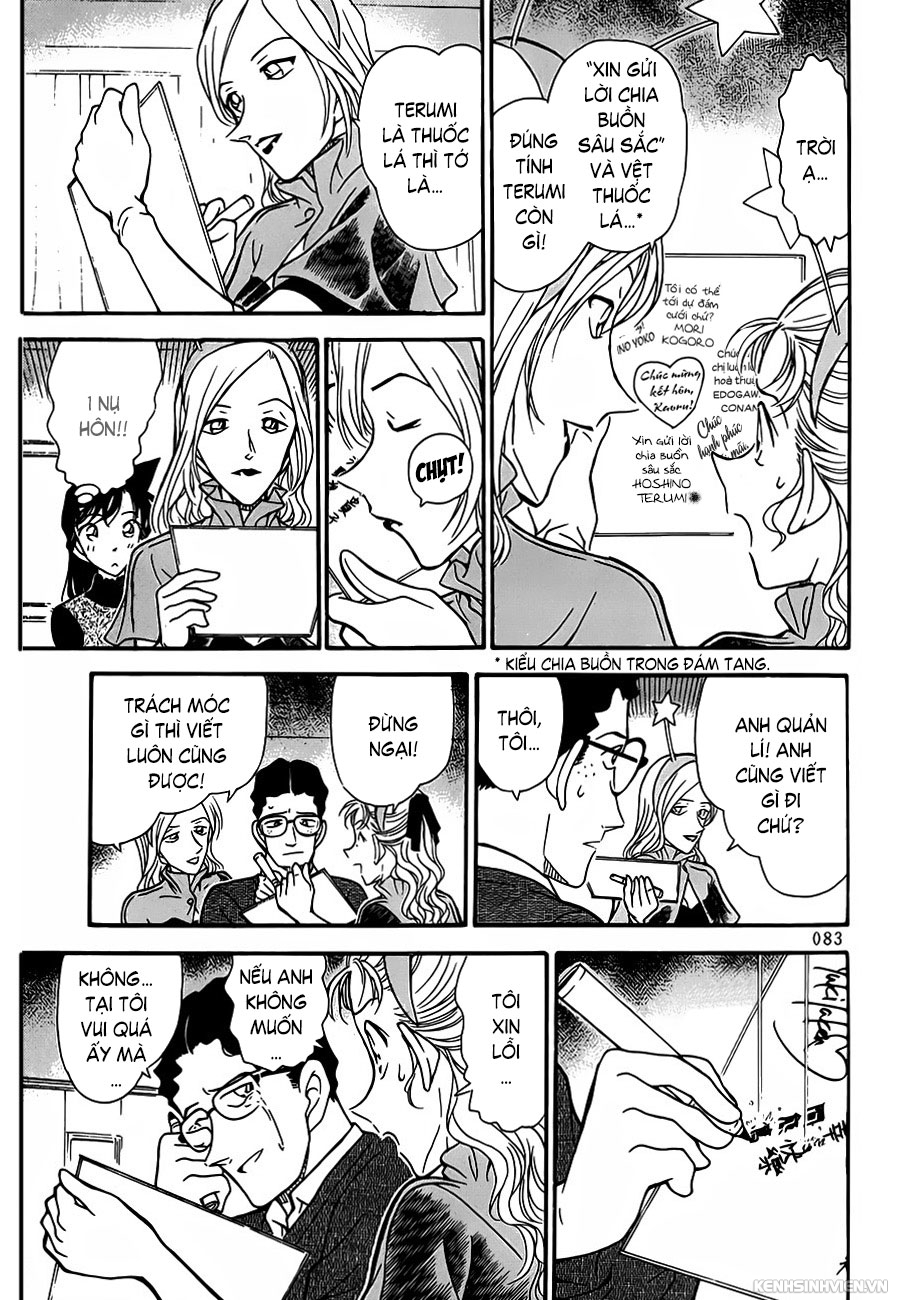 TRỜI
Ạ...
"XIN GỬI
LỜI CHIA
BUỒN
SÂU SẮC"
VÀ VỆT
THUỐC
LÁ...*
ĐÚNG
TÍNH
TERUMI
CÒN
GÌ!
Tôi có thể
tới dự đám
cưới chứ?
MORI
KOGORO
INO YOKO
Chúc mừng
kết hôn,
Kaoru!
EDOGAW
CONAN
Chúc
hạnh phúc
Xin gửi lời
chia buồn
sâu sắc
HOSHINO
TERUMI
TERUMI
LÀ THUỐC
LÁ THÌ TỚ
LÀ...
* KIỂU CHIA BUỒN TRONG ĐÁM TANG.
CHỤT!
1 NỤ
HÔN!!
ANH QUẢN
LÍ! ANH
CŨNG VIẾT
GÌ ĐI
CHỨ?
THÔI,
TÔI...
ĐỪNG
NGẠI!
TRÁCH MÓC
GÌ THÌ VIẾT
LUÔN CŨNG
ĐƯỢC!
083
TÔI
XIN
LỖI
...
NẾU ANH
KHÔNG
MUỐN
...
KHÔNG...
TẠI TÔI
VUI QUÁ
ẤY MÀ
...
KENHSINHVIEN.VN